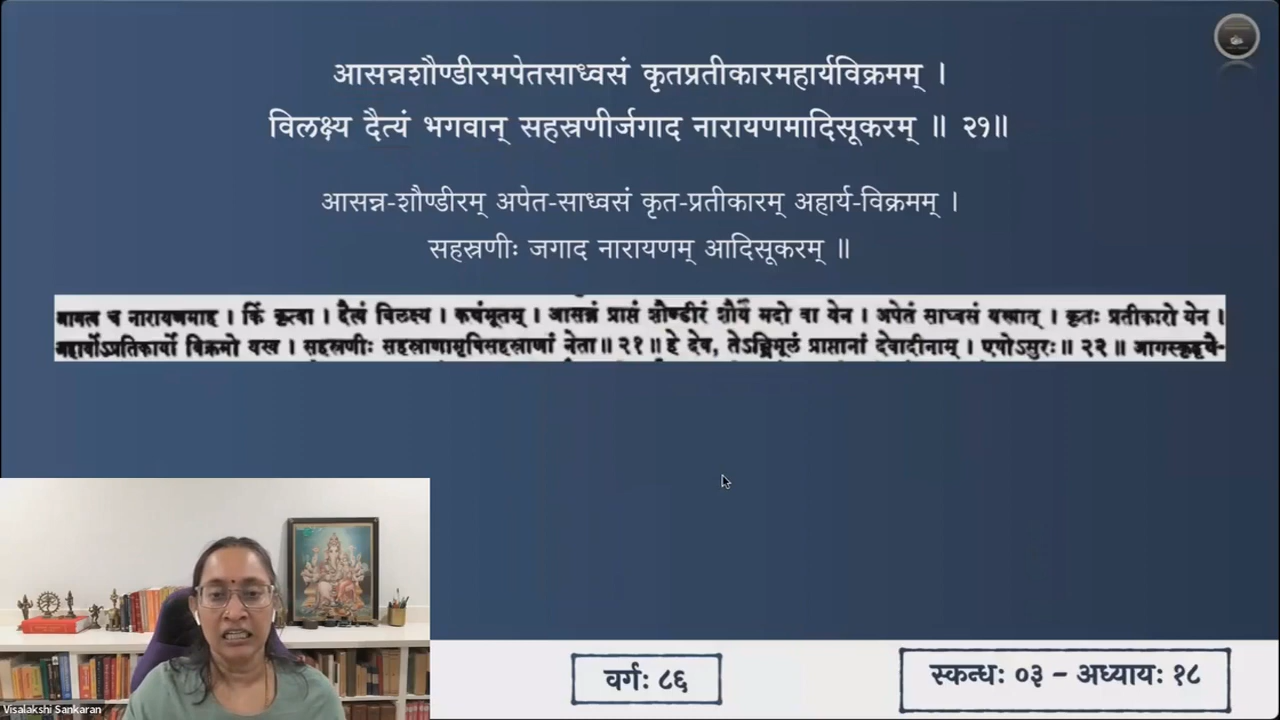 आसन्नशौण्डीरमपेतसाध्वसं कृतप्रतीकारमहार्यविक्रमम् ।
विलक्ष्य दैत्यं भगवान् सहस्रणीर्जगाद नारायणमादिसूकरम् ॥ २१॥
आसन्न-शौण्डीरम् अपेत-साध्वसं कृत-प्रतीकारम् अहार्य-विक्रमम् ।
सहस्रणीः जगाद नारायणम् आदिसूकरम् ॥
च नारायणमाह । किं कृत्वा । दैत्यं विलक्ष्य । कथंभूतम् । आसन्नं प्राप्तं शौण्डीरं शौर्यं मदो वा येन । अपेतं साध्वसं यस्मात् । कृतः प्रतीकारो येन ।
अहार्योऽप्रतिकार्यो विक्रमो यस्य । सहस्रणीः सहस्राणामृषिसहस्राणां नेता ॥ २१ ॥ हे देव, तेऽङ्घ्रिमूलं प्राप्तानां देवादीनाम् । एषोऽसुरः ॥ २२ ॥
Visalakshi Sankaran
वर्गः ८६
स्कन्धः ०३ – अध्यायः १८